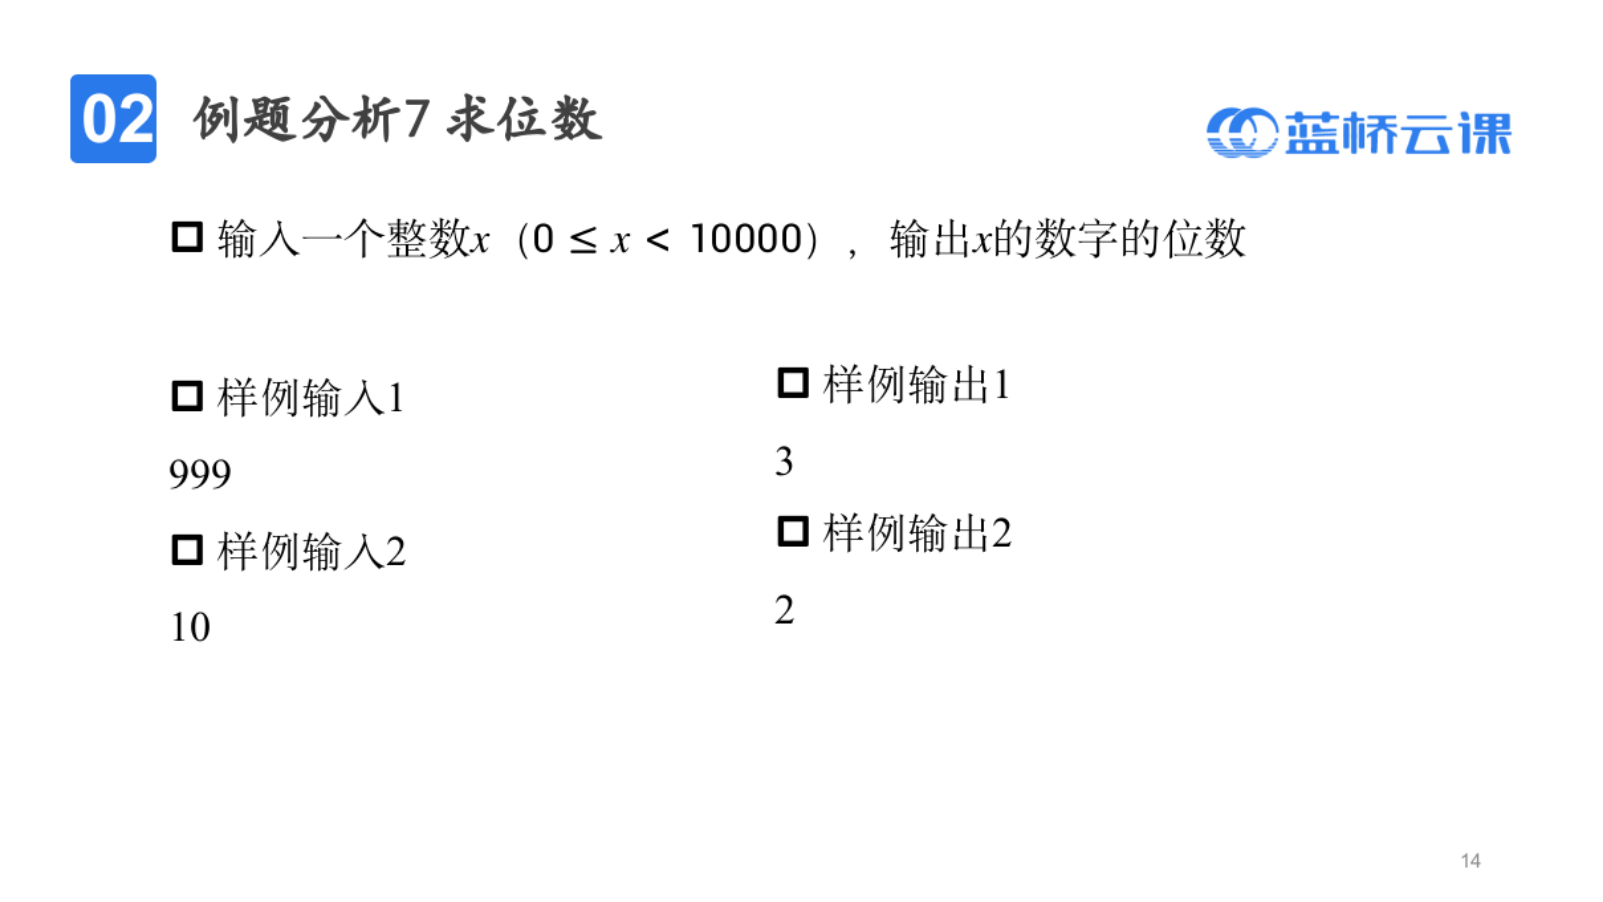 02 例题分析7 求位数
蓝桥云课
输入一个整数x（0 ≤ x < 10000），输出x的数字的位数
样例输入1
999
样例输入2
10
样例输出1
3
样例输出2
2
14